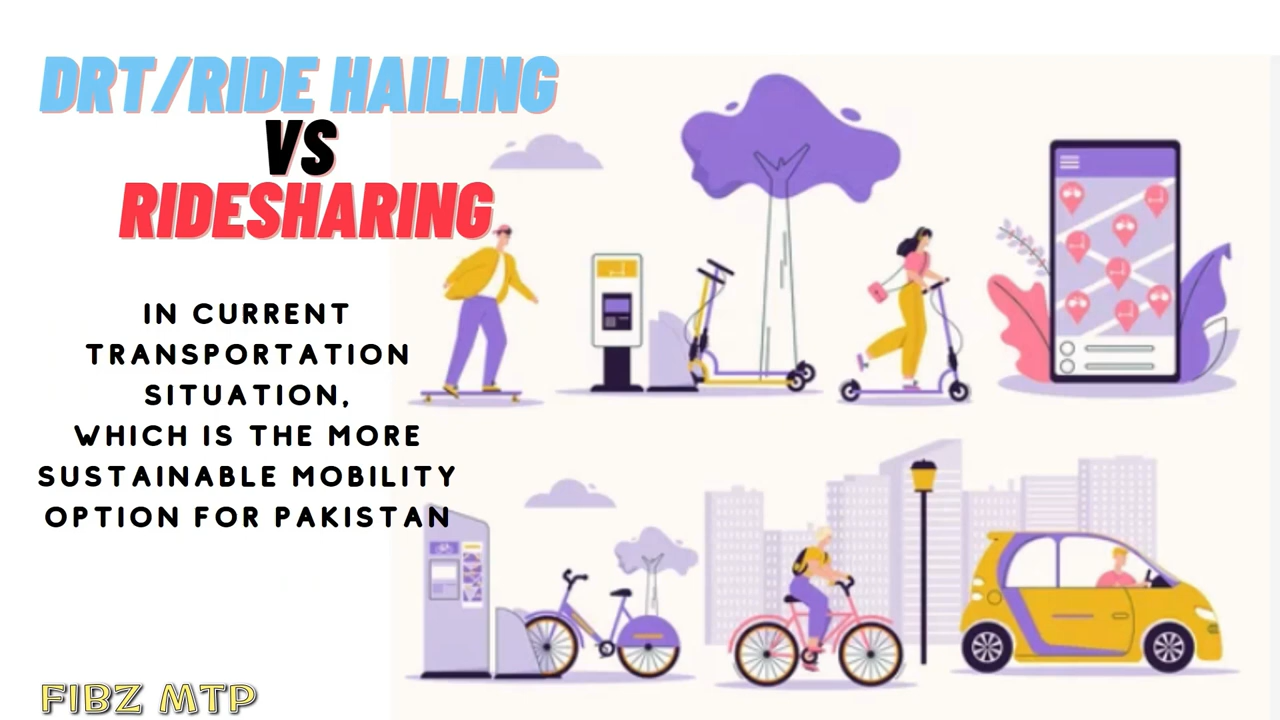 DRT/RIDE HAILING
VS
RIDESHARING
IN CURRENT
TRANSPORTATION
SITUATION,
WHICH IS THE MORE
SUSTAINABLE MOBILITY
OPTION FOR PAKISTAN
FIBZ MTP